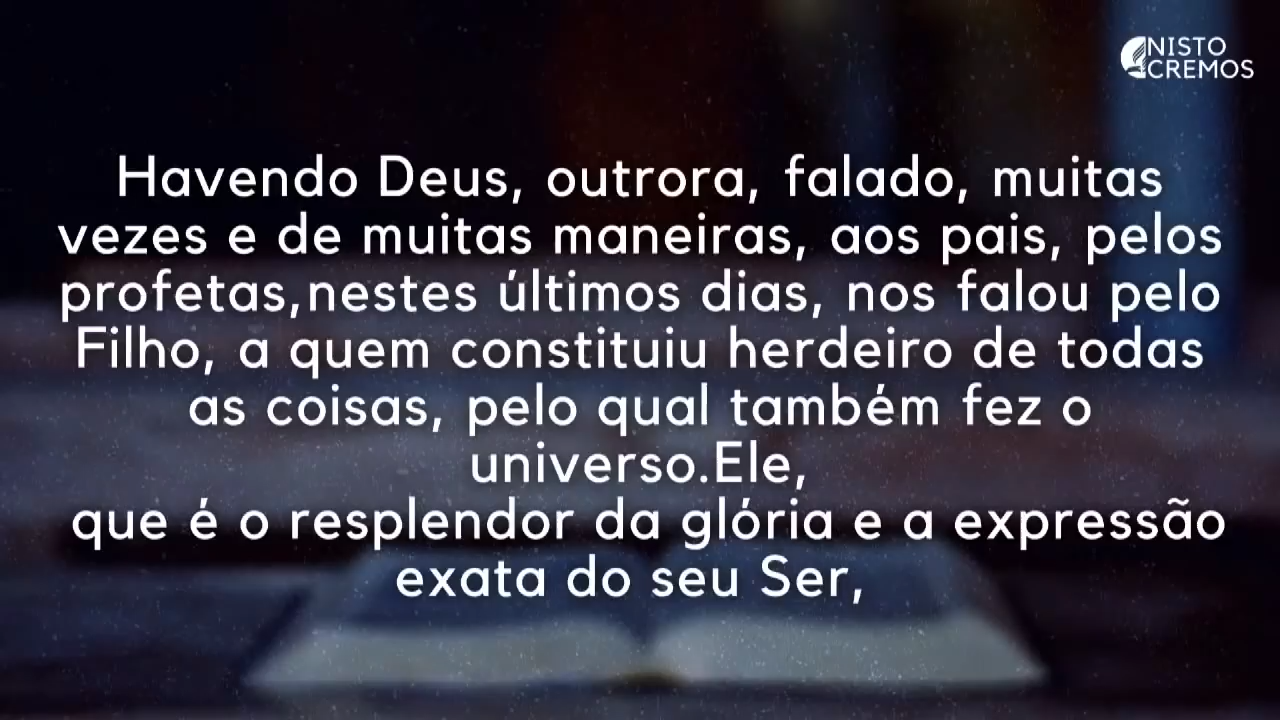 NISTO
CREMOS
Havendo Deus, outrora, falado, muitas
vezes e de muitas maneiras, aos pais, pelos
profetas,nestes últimos dias, nos falou pelo
Filho, a quem constituiu herdeiro de todas
as coisas, pelo qual também fez o
universo.Ele,
que é o resplendor da glória e a expressão
exata do seu Ser,